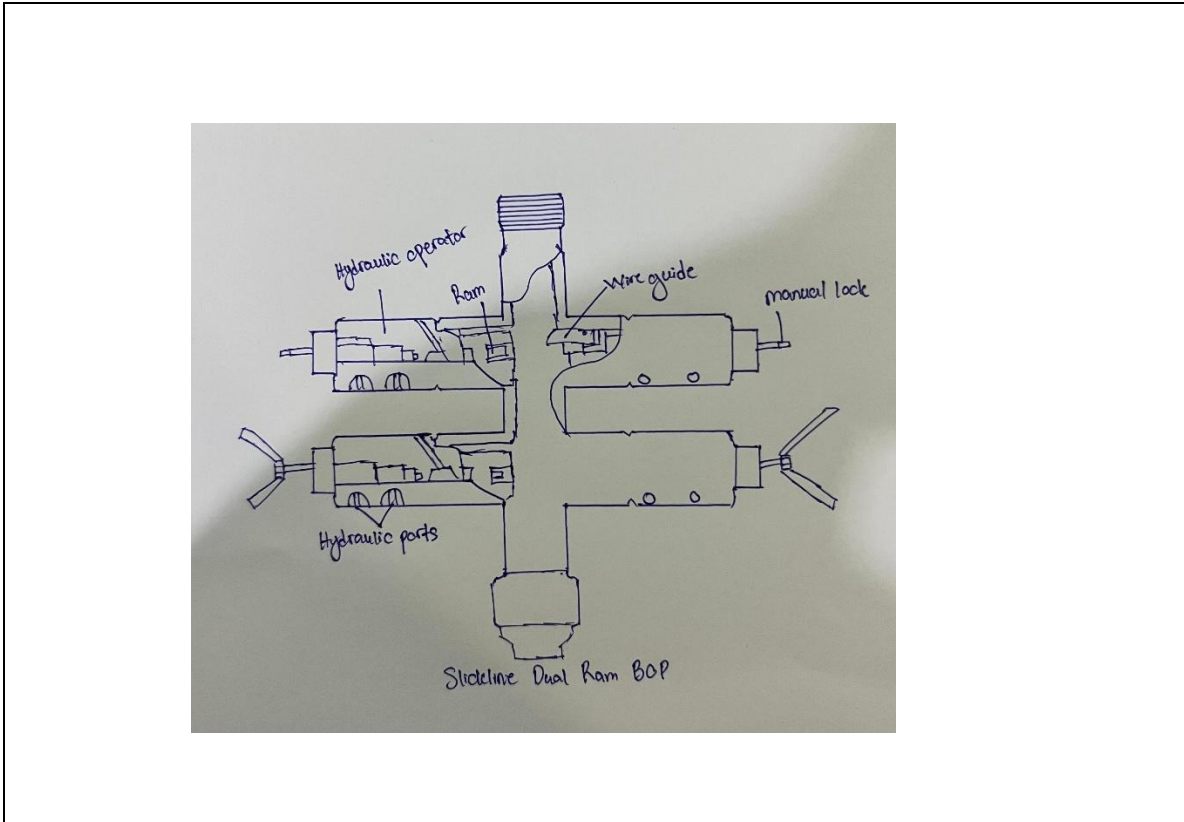 Hydraulic operator
Ram
Wire guide
manual lock
Hydraulic ports
Slickline Dual Ram BOP